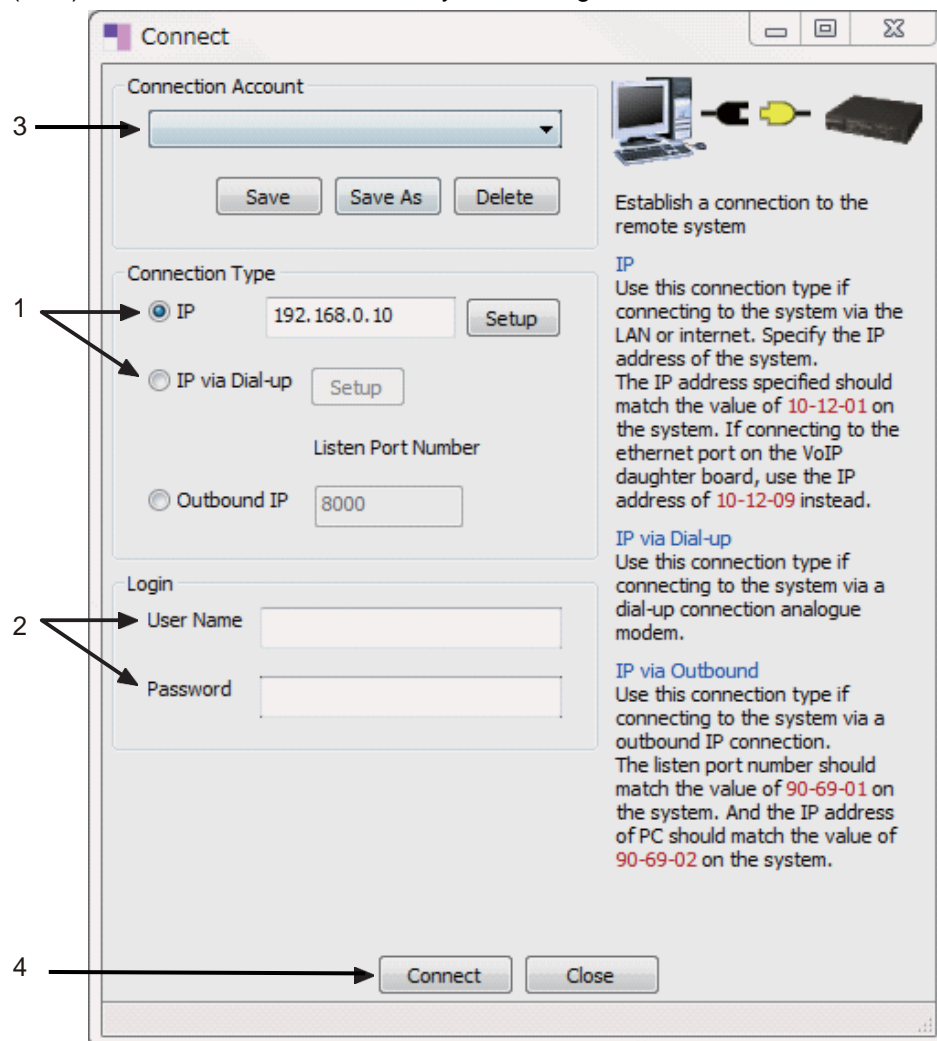 Connect
Connection Account
3
Save Save As Delete
Connection Type
1
IP 192.168.0.10 Setup
IP via Dial-up Setup
Listen Port Number
Outbound IP 8000
Login
2
User Name
Password
4
Connect Close
Establish a connection to the
remote system
IP
Use this connection type if
connecting to the system via the
LAN or internet. Specify the IP
address of the system.
The IP address specified should
match the value of 10-12-01 on
the system. If connecting to the
ethernet port on the VoIP
daughter board, use the IP
address of 10-12-09 instead.
IP via Dial-up
Use this connection type if
connecting to the system via a
dial-up connection analogue
modem.
IP via Outbound
Use this connection type if
connecting to the system via a
outbound IP connection.
The listen port number should
match the value of 90-69-01 on
the system. And the IP address
of PC should match the value of
90-69-02 on the system.